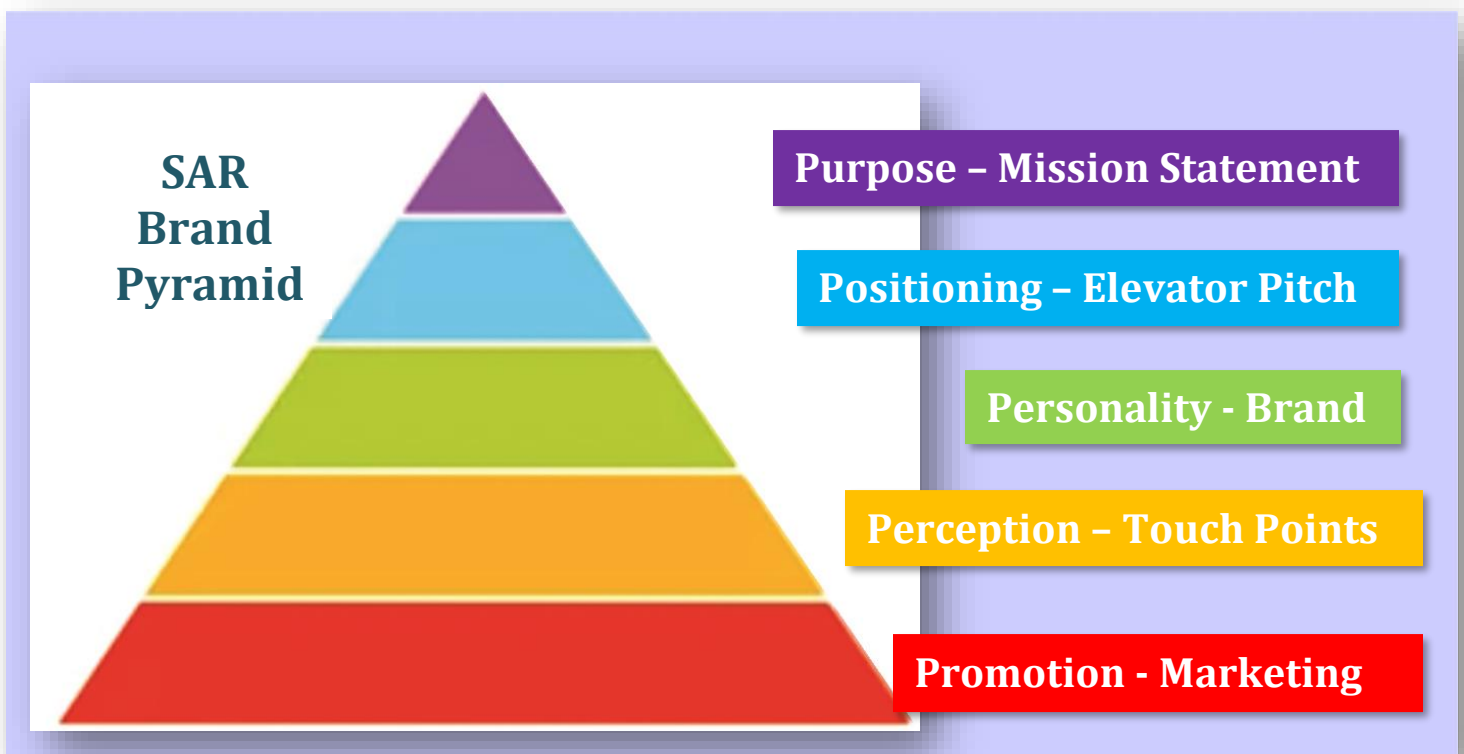 SAR
Brand
Pyramid
Purpose – Mission Statement
Positioning – Elevator Pitch
Personality - Brand
Perception – Touch Points
Promotion - Marketing